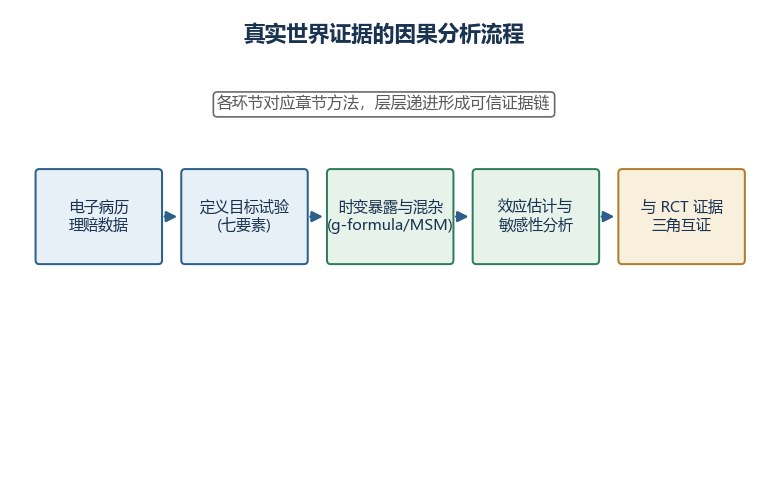 真实世界证据的因果分析流程
各环节对应章节方法，层层递进形成可信证据链
电子病历
理赔数据
定义目标试验
(七要素)
时变暴露与混杂
(g-formula/MSM)
效应估计与
敏感性分析
与 RCT 证据
三角互证